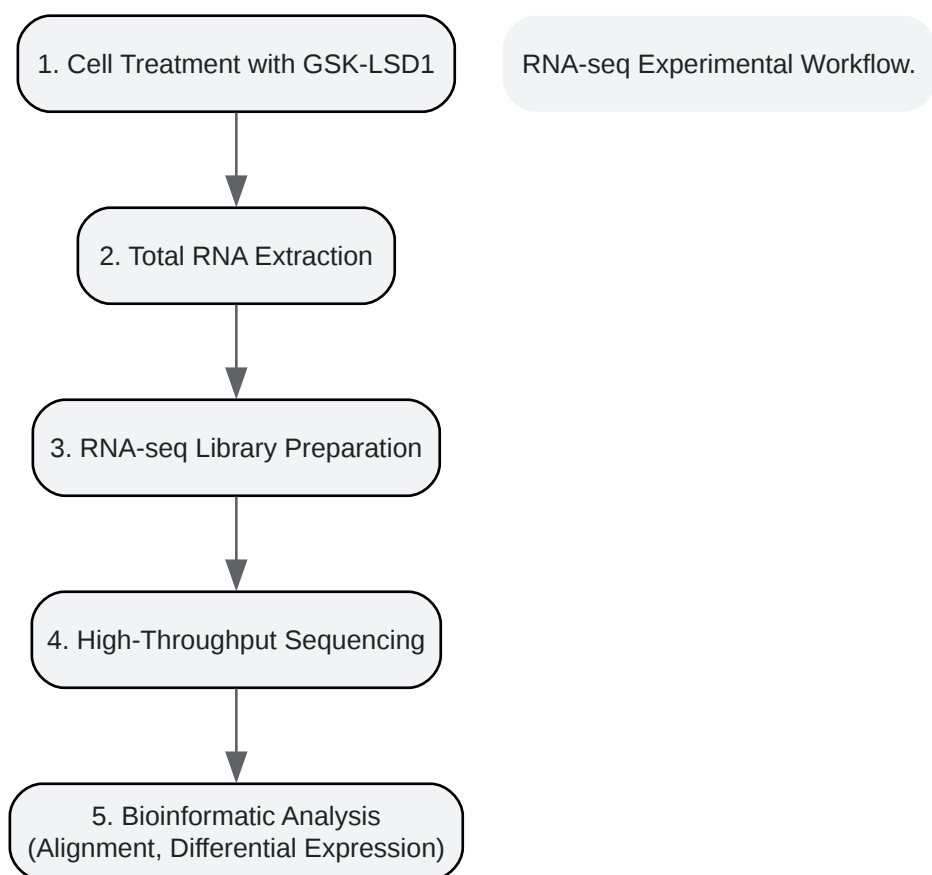 1. Cell Treatment with GSK-LSD1
RNA-seq Experimental Workflow.
2. Total RNA Extraction
3. RNA-seq Library Preparation
4. High-Throughput Sequencing
5. Bioinformatic Analysis
(Alignment, Differential Expression)